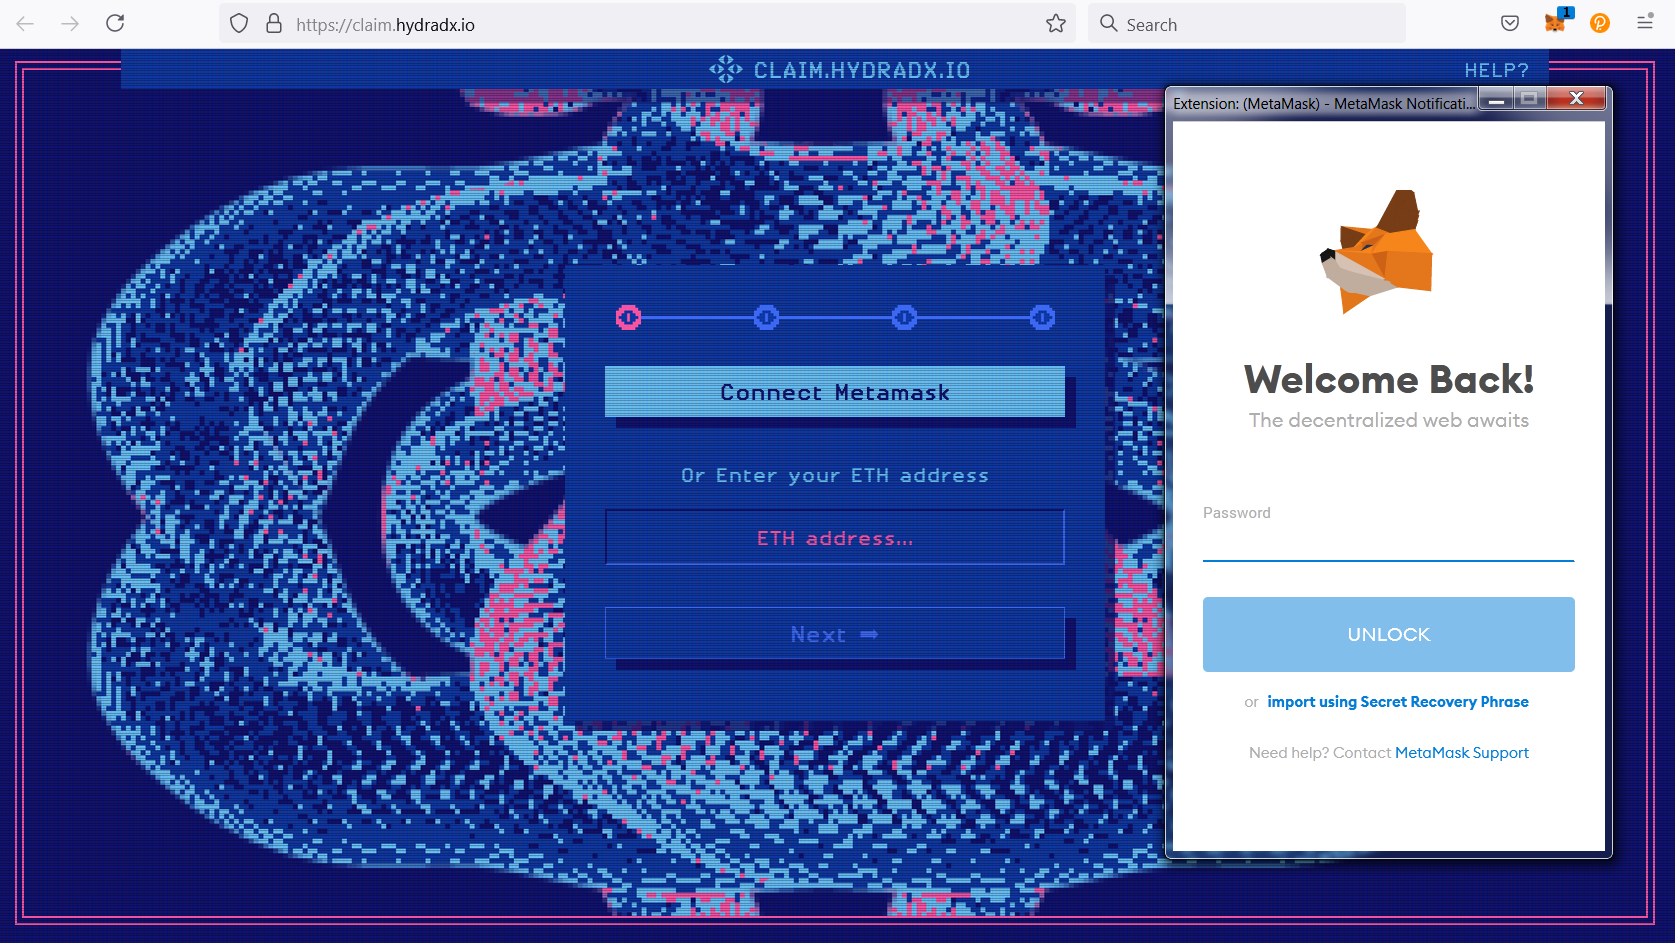 https://claim.hydradx.io
Search
1
CLAIM.HYDRADX.IO
HELP?
Connect Metamask
Or Enter your ETH address
ETH address...
Next ➡
Extension: (MetaMask) - MetaMask Notificati...
Welcome Back!
The decentralized web awaits
Password
UNLOCK
or import using Secret Recovery Phrase
Need help? Contact MetaMask Support